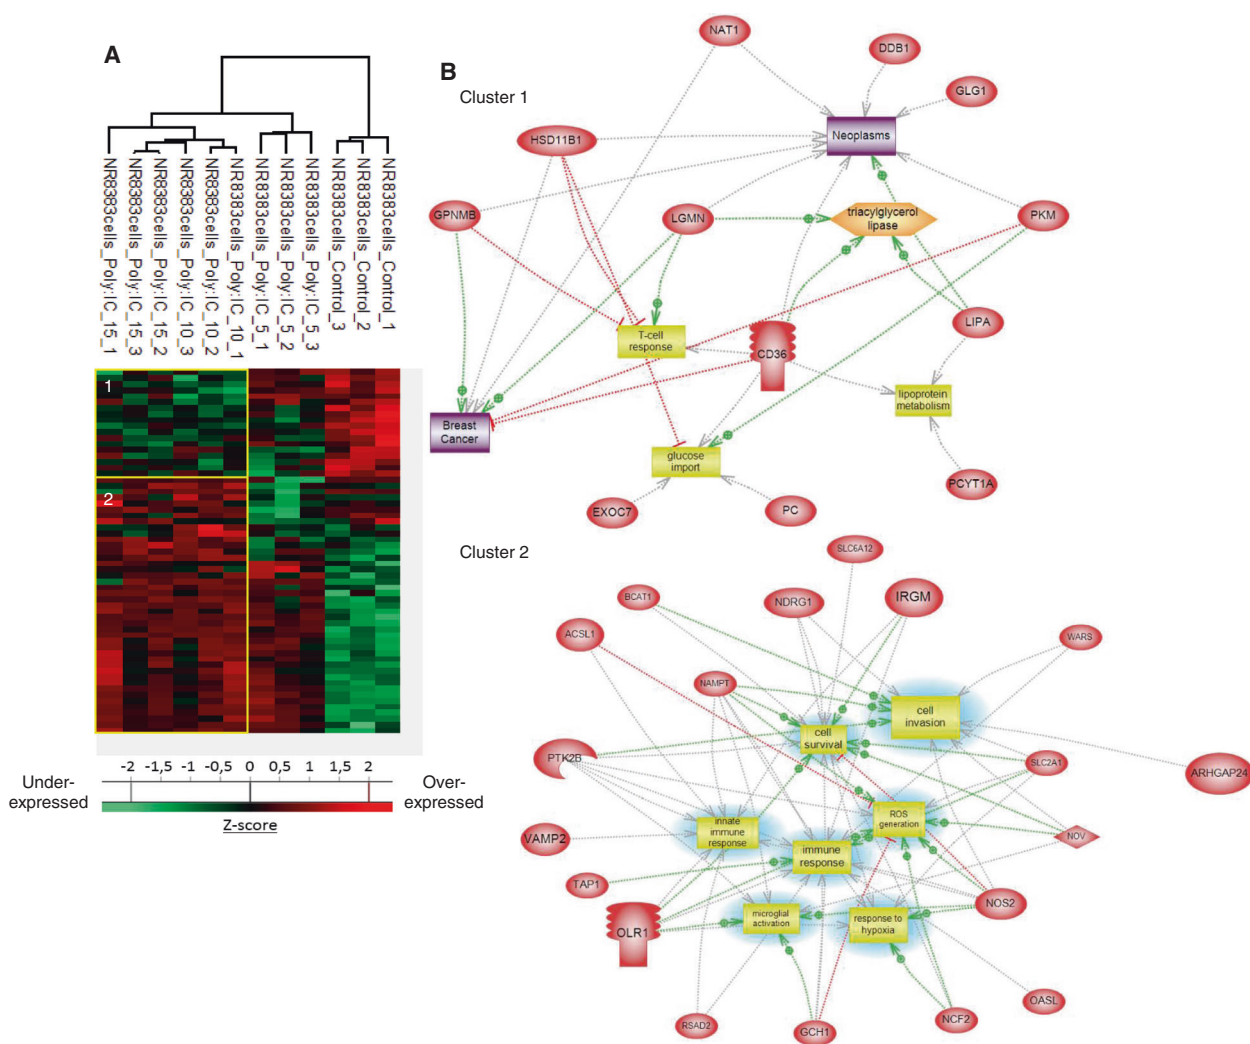 A
NR8383cells_Poly:IC_15_1
NR8383cells_Poly:IC_15_3
NR8383cells_Poly:IC_15_2
NR8383cells_Poly:IC_10_3
NR8383cells_Poly:IC_10_2
NR8383cells_Poly:IC_10_1
NR8383cells_Poly:IC_5_1
NR8383cells_Poly:IC_5_2
NR8383cells_Poly:IC_5_3
NR8383cells_Control_3
NR8383cells_Control_2
NR8383cells_Control_1
1
2
Under-
expressed
-2 -1,5 -1 -0,5 0 0,5 1 1,5 2
Over-
expressed
Z-score
B
Cluster 1
NAT1
DDB1
GLG1
Neoplasms
HSD11B1
GPNMB
LGMN
triacylglycerol
lipase
PKM
LIPA
T-cell
response
CD36
lipoprotein
metabolism
Breast
Cancer
glucose
import
PCYT1A
EXOC7
PC
Cluster 2
SLC6A12
BCAT1
NDRG1
IRGM
ACSL1
WARS
NAMPT
cell
invasion
cell
survival
PTK2B
SLC2A1
ARHGAP24
ROS
generation
innate
immune
response
NOV
VAMP2
immune
response
TAP1
NOS2
OLR1
microglial
activation
response to
hypoxia
OASL
RSAD2
GCH1
NCF2